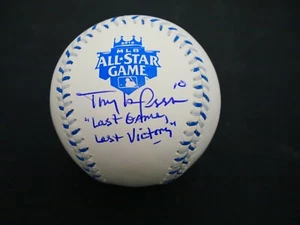 MLB
ALL★STAR
GAME
Tony La Russa 10
"Last Game,
Last Victory"